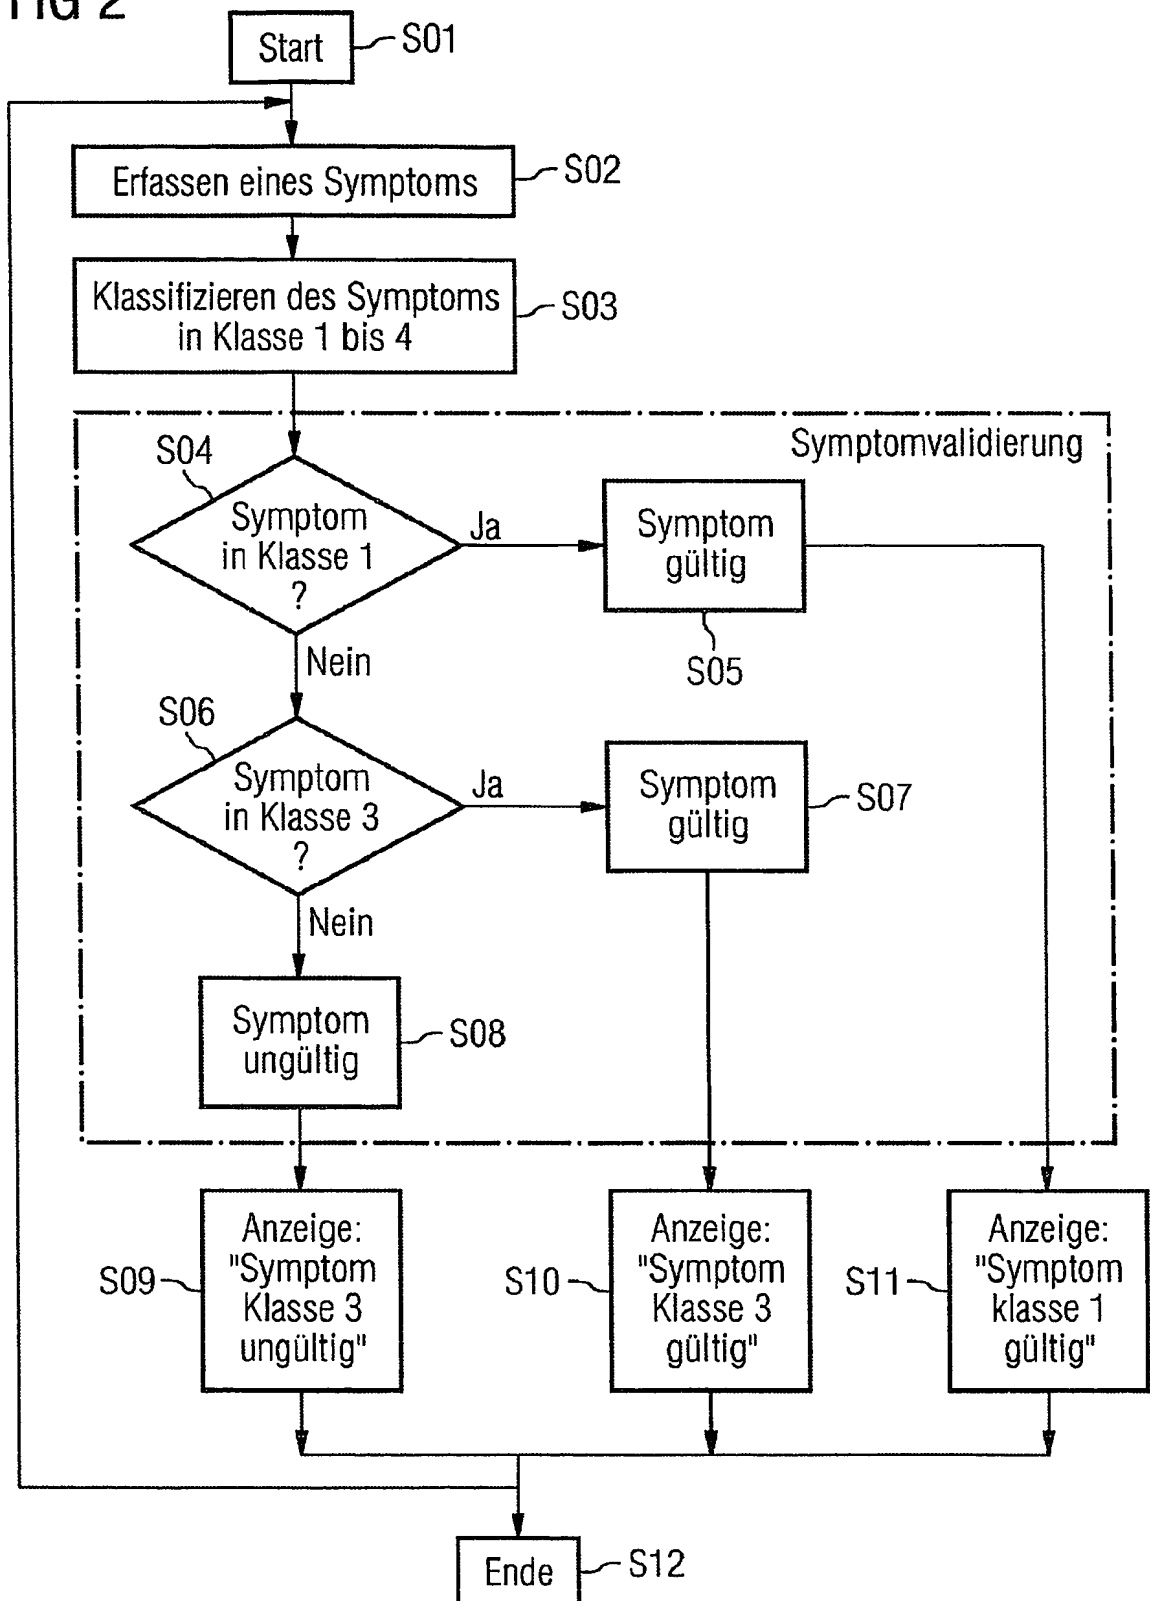 FIG 2
Start
S01
Erfassen eines Symptoms
S02
Klassifizieren des Symptoms
in Klasse 1 bis 4
S03
Symptomvalidierung
S04
Symptom
in Klasse 1
?
Ja
Symptom
gültig
S05
Nein
S06
Symptom
in Klasse 3
?
Ja
Symptom
gültig
S07
Nein
Symptom
ungültig
S08
S09
Anzeige:
"Symptom
Klasse 3
ungültig"
S10
Anzeige:
"Symptom
Klasse 3
gültig"
S11
Anzeige:
"Symptom
klasse 1
gültig"
Ende
S12